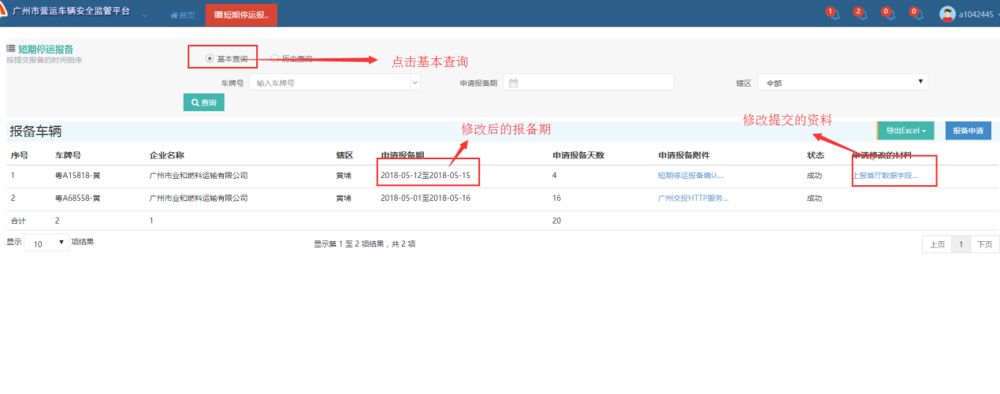 广州市营运车辆安全监管平台 首页 短期停运报.. 1 2 0 0 a1042445
短期停运报备
按提交报备的时间倒序
基本查询 历史查询 点击基本查询
车牌号 输入车牌号 申请报备期 辖区 全部
查询
报备车辆 修改后的报备期 修改提交的资料 导出Excel 报备申请
序号 车牌号 企业名称 辖区 申请报备期 申请报备天数 申请报备附件 状态 申请修改的材料
1 粤A15818-黄 广州市业和燃料运输有限公司 黄埔 2018-05-12至2018-05-15 4 短期停运报备确认... 成功 上报省厅数据字段...
2 粤A68558-黄 广州市业和燃料运输有限公司 黄埔 2018-05-01至2018-05-16 16 广州交投HTTP服务... 成功
合计 2 1 20
显示 10 项结果 显示第 1 至 2 项结果，共 2 项 上页 1 下页